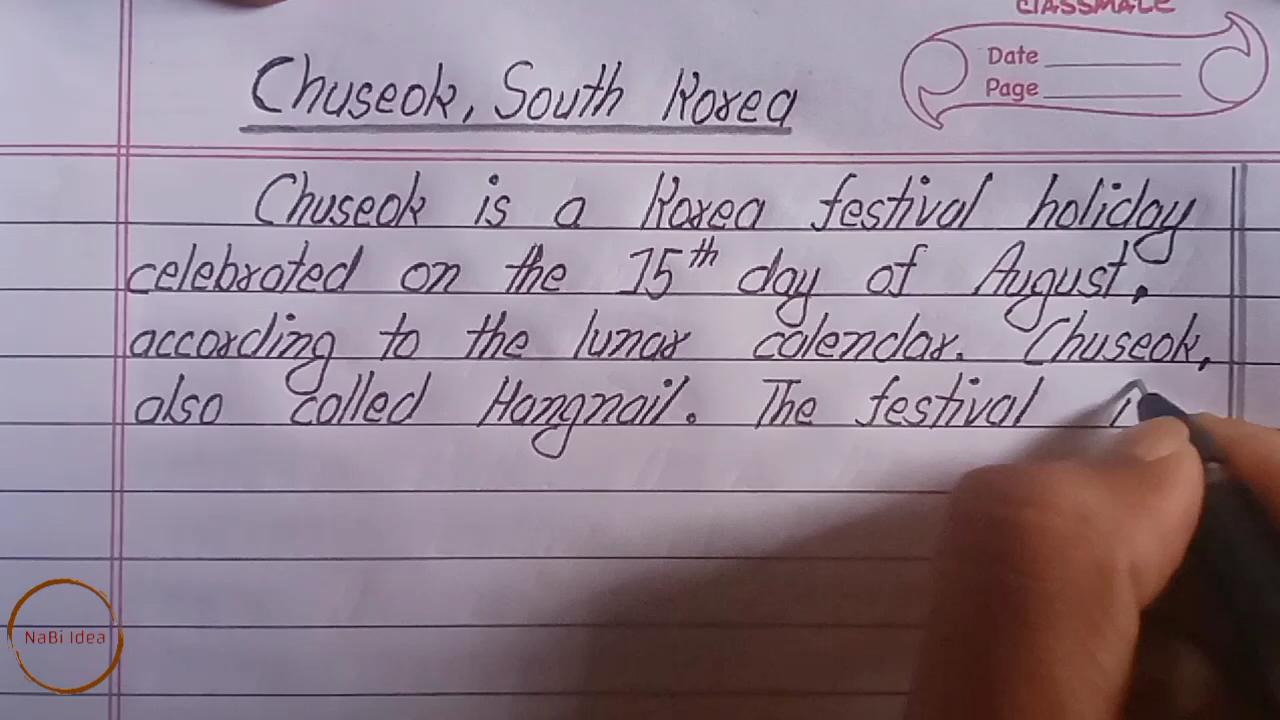 classmate
Date
Page
Chuseok, South Korea
Chuseok is a Korea festival holiday
celebrated on the 15th day of August.
according to the lunar calendar. Chuseok,
also called Hangnail. The festival i
NaBi Idea